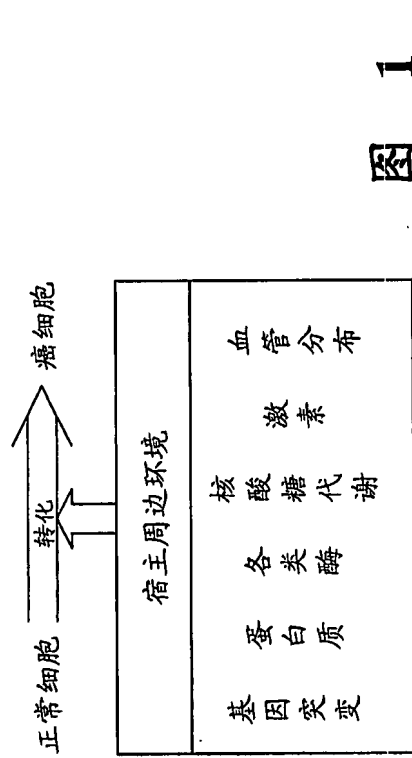 正常细胞 转化 癌细胞
宿主周边环境
基因突变
蛋白质
各类酶
核酸糖代谢
激素
血管分布
图 1